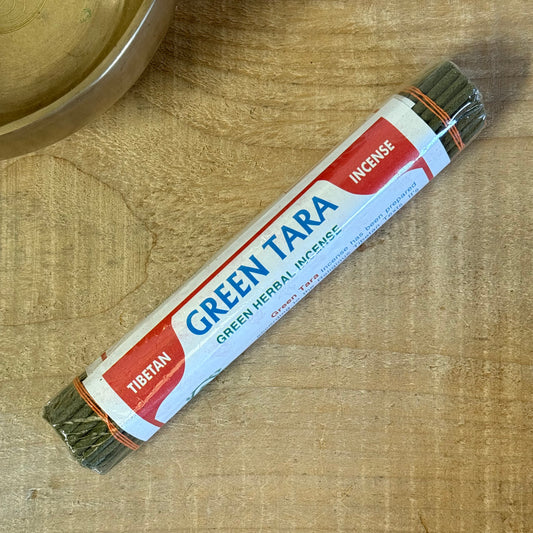 TIBETAN
GREEN TARA
INCENSE
GREEN HERBAL INCENSE
Green Tara incense has been prepared